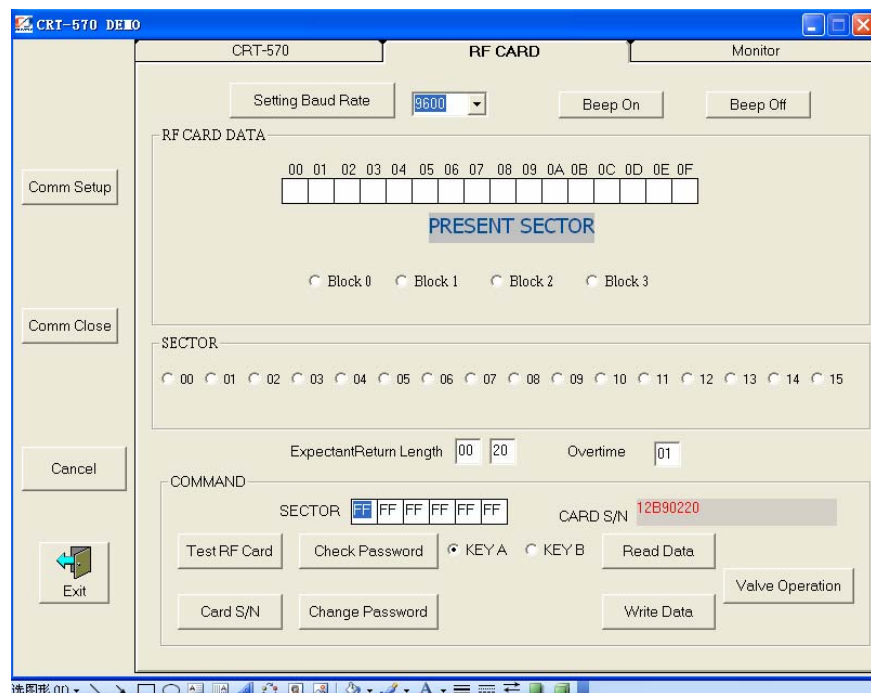 CRT-570 DEMO
CRT-570 RF CARD Monitor
Setting Baud Rate 9600 Beep On Beep Off
RF CARD DATA
00 01 02 03 04 05 06 07 08 09 0A 0B 0C 0D 0E 0F
Comm Setup
PRESENT SECTOR
Block 0 Block 1 Block 2 Block 3
Comm Close
SECTOR
00 01 02 03 04 05 06 07 08 09 10 11 12 13 14 15
ExpectantReturn Length 00 20 Overtime 01
Cancel
COMMAND
SECTOR FF FF FF FF FF FF CARD S/N 12B90220
Test RF Card Check Password KEY A KEY B Read Data
Exit
Valve Operation
Card S/N Change Password Write Data